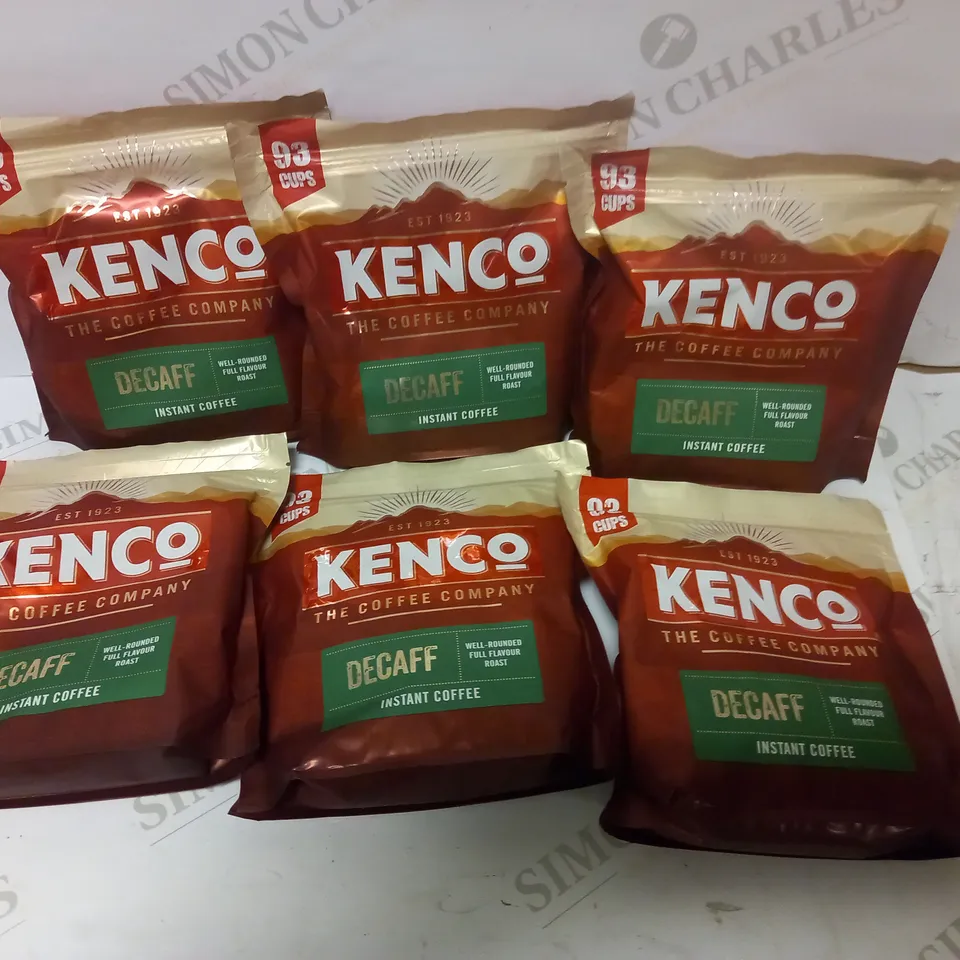 SIMON CHARLES
EST 1923
KENCO
THE COFFEE COMPANY
DECAFF
WELL-ROUNDED
FULL FLAVOUR
ROAST
INSTANT COFFEE
93
CUPS
EST 1923
KENCO
THE COFFEE COMPANY
DECAFF
WELL-ROUNDED
FULL FLAVOUR
ROAST
INSTANT COFFEE
93
CUPS
EST 1923
KENCO
THE COFFEE COMPANY
DECAFF
WELL-ROUNDED
FULL FLAVOUR
ROAST
INSTANT COFFEE
EST 1923
KENCO
COFFEE COMPANY
ECAFF
WELL-ROUNDED
FULL FLAVOUR
ROAST
INSTANT COFFEE
93
CUPS
EST 1923
KENCO
THE COFFEE COMPANY
DECAFF
WELL-ROUNDED
FULL FLAVOUR
ROAST
INSTANT COFFEE
93
CUPS
EST 1923
KENCO
THE COFFEE COMPANY
DECAFF
WELL-ROUNDED
FULL FLAVOUR
ROAST
INSTANT COFFEE